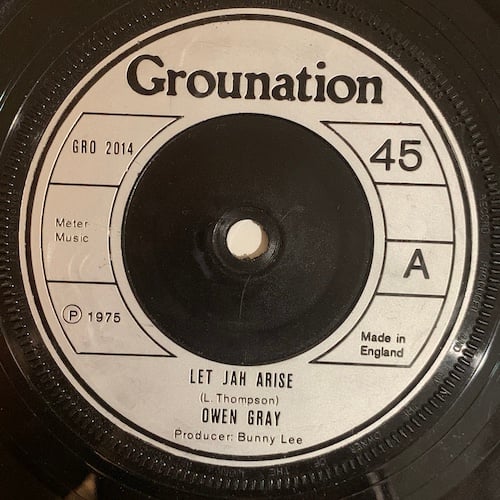 Grounation
GRO 2014
45
Meter
Music
A
Ⓟ 1975
Made in
England
LET JAH ARISE
(L. Thompson)
OWEN GRAY
Producer: Bunny Lee